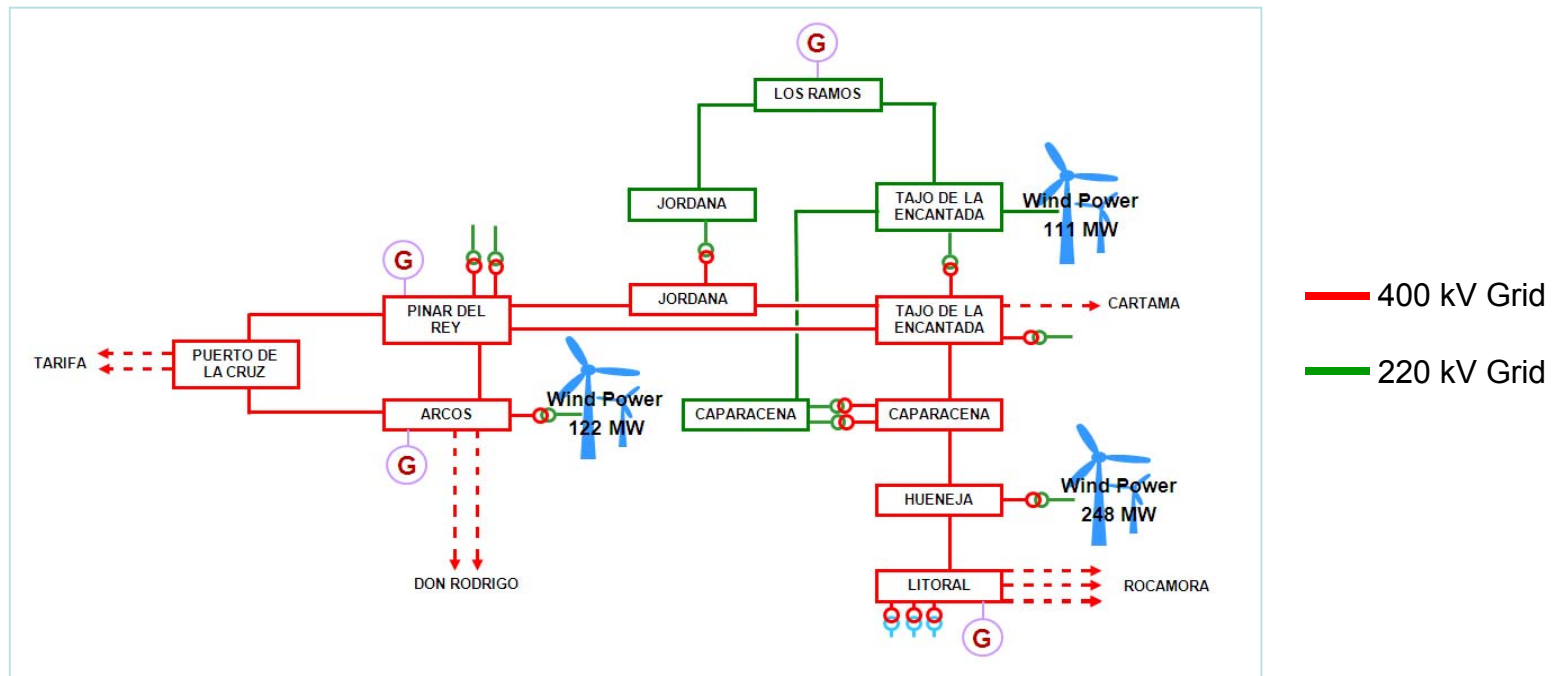 G
LOS RAMOS
JORDANA
TAJO DE LA
ENCANTADA
Wind Power
111 MW
G
PINAR DEL
REY
JORDANA
TAJO DE LA
ENCANTADA
CARTAMA
400 kV Grid
TARIFA
PUERTO DE
LA CRUZ
220 kV Grid
ARCOS
Wind Power
122 MW
CAPARACENA
CAPARACENA
G
HUENEJA
Wind Power
248 MW
DON RODRIGO
LITORAL
ROCAMORA
G